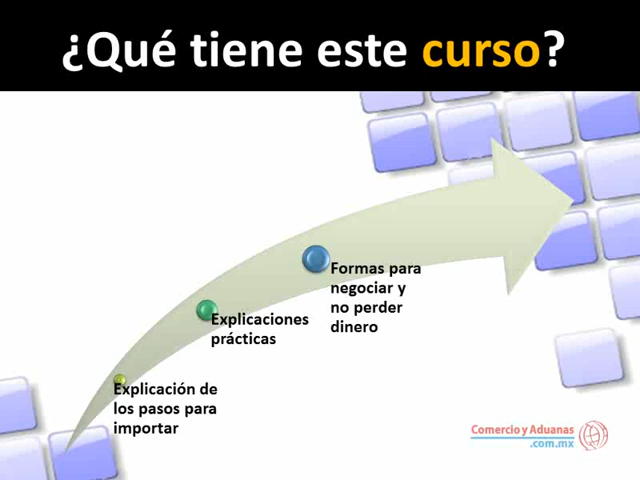 ¿Qué tiene este curso?
Formas para
negociar y
no perder
dinero
Explicaciones
prácticas
Explicación de
los pasos para
importar
Comercio y Aduanas
.com.mx